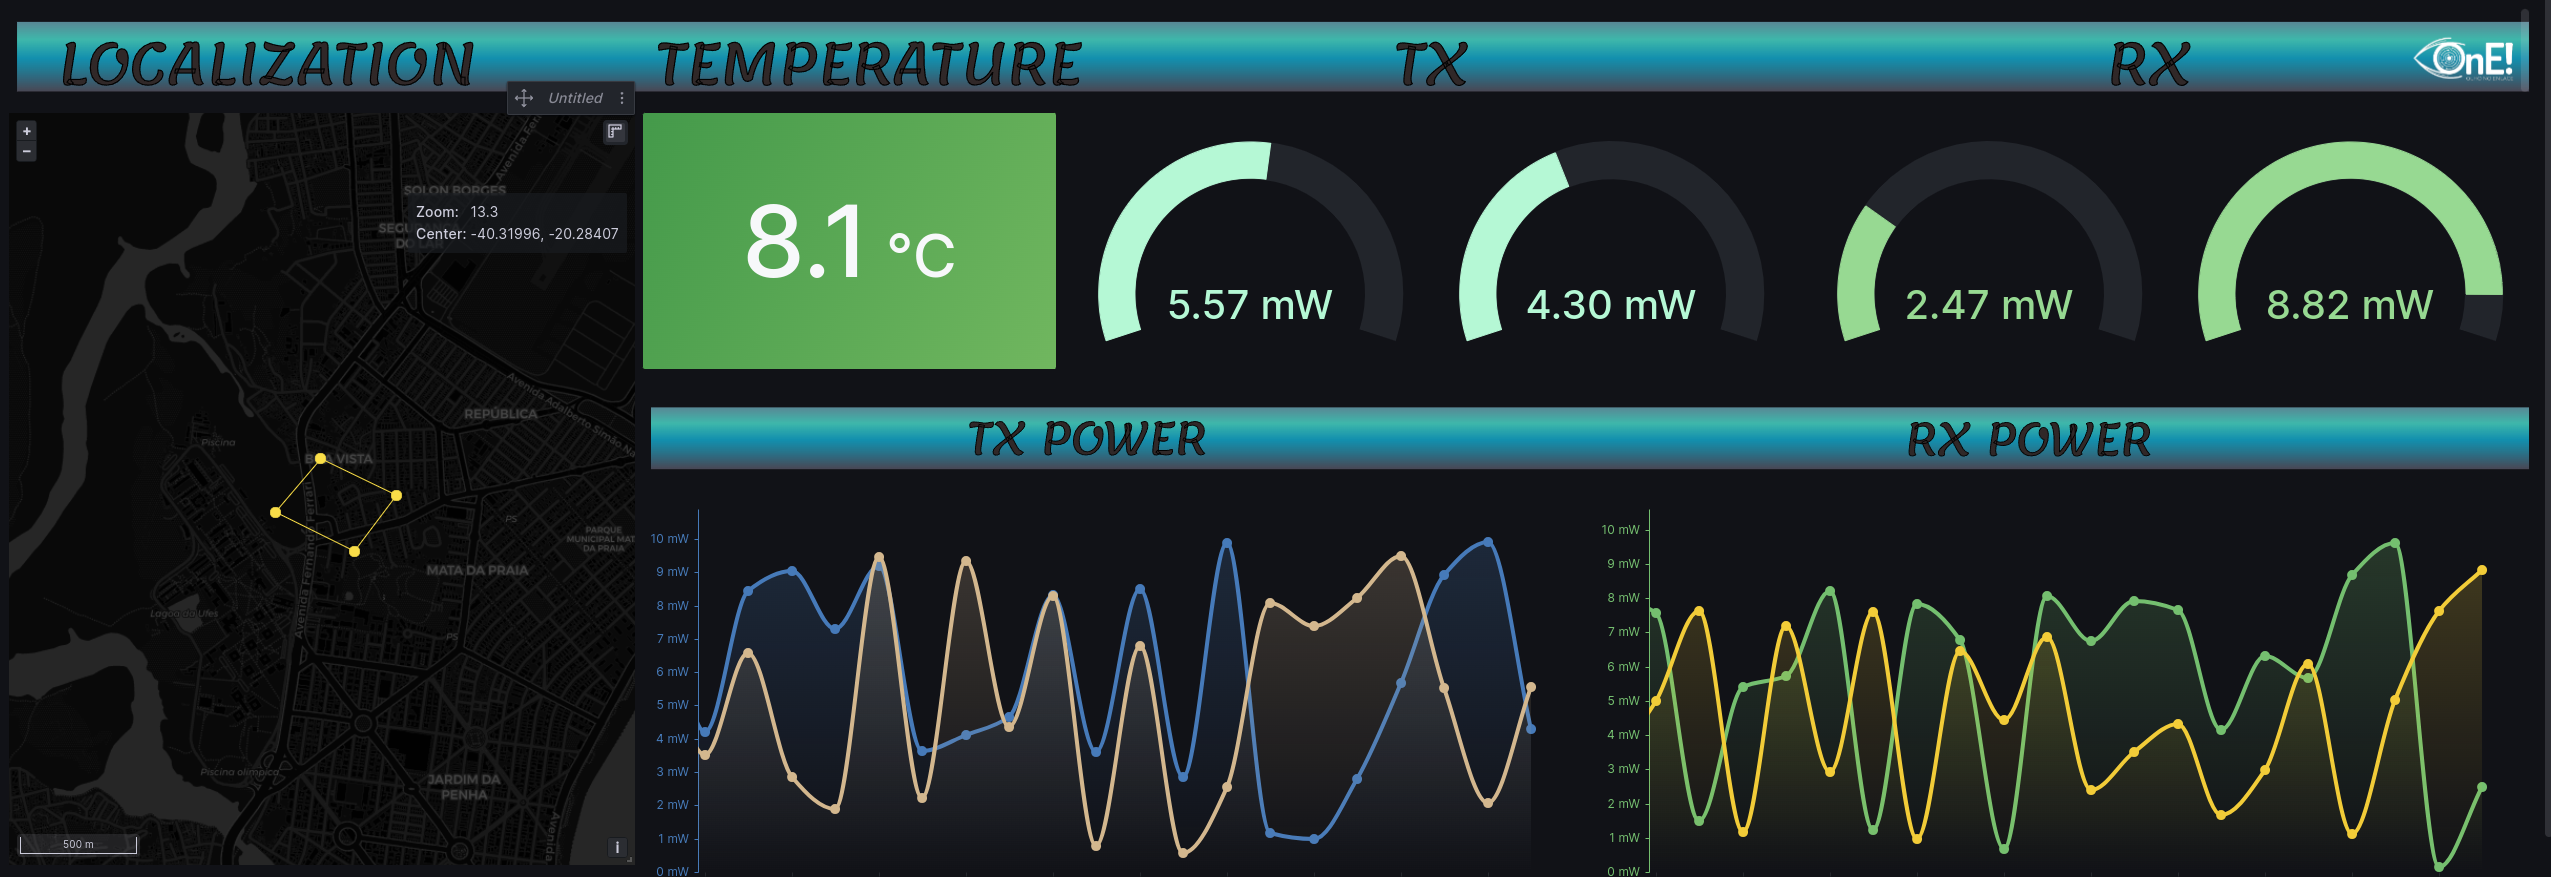 LOCALIZATION
TEMPERATURE
TX
RX
OnE!
Untitled
+
−
SOLON BORGES
Zoom: 13.3
Center: -40.31996, -20.28407
Avenida Adalberto Simão Na
REPÚBLICA
Piscina
VISTA
Avenida Fernando Ferrari
PS
PARQUE
MUNICIPAL MAT
DA PRAIA
MATA DA PRAIA
Lagoa da Ufes
PS
Piscina olímpica
JARDIM DA
PENHA
Avenida
500 m
i
8.1 °C
5.57 mW
4.30 mW
2.47 mW
8.82 mW
TX POWER
RX POWER
10 mW
9 mW
8 mW
7 mW
6 mW
5 mW
4 mW
3 mW
2 mW
1 mW
0 mW
10 mW
9 mW
8 mW
7 mW
6 mW
5 mW
4 mW
3 mW
2 mW
1 mW
0 mW